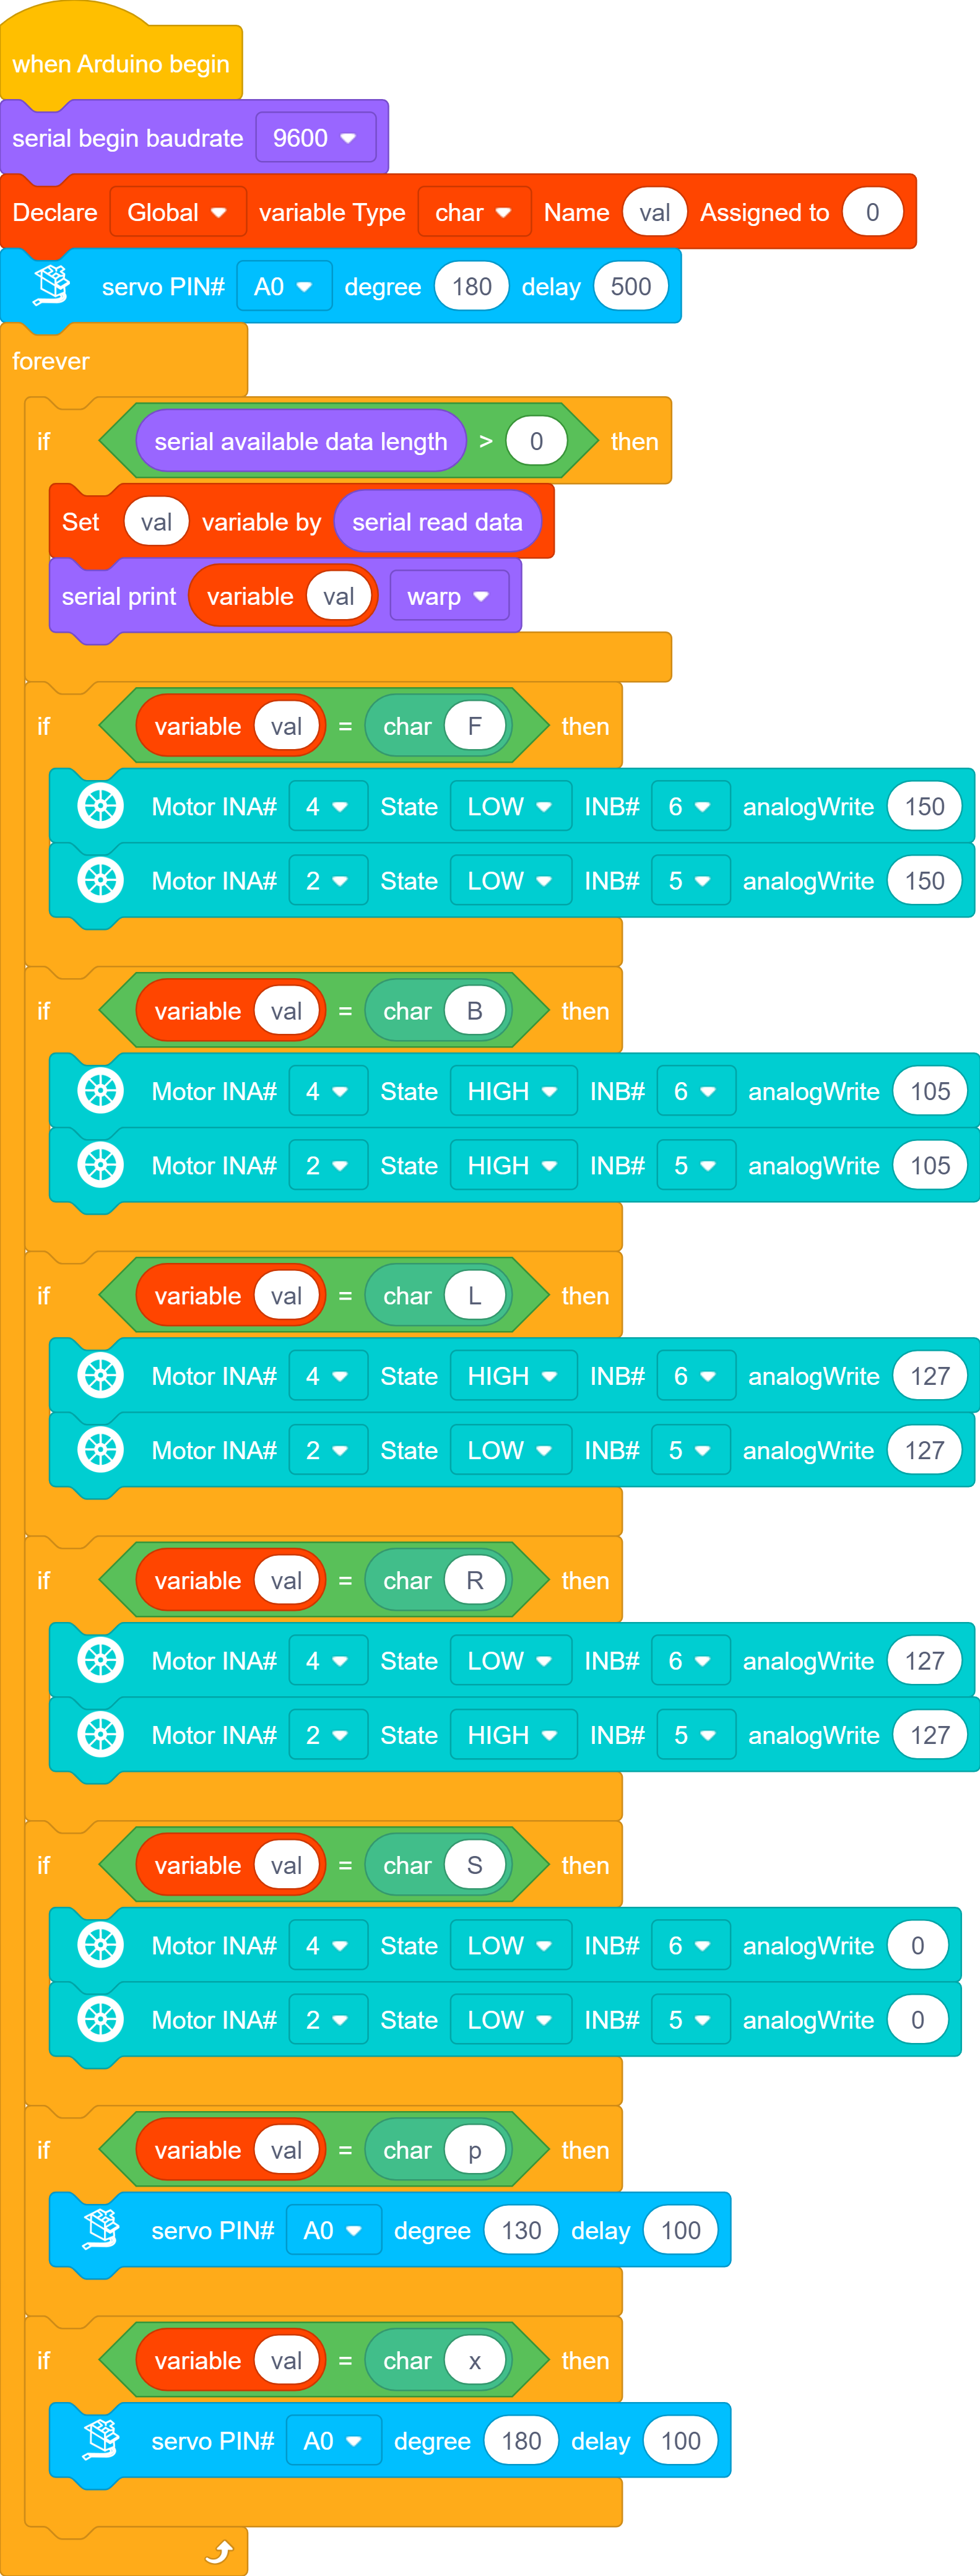 when Arduino begin
serial begin baudrate 9600
Declare Global variable Type char Name val Assigned to 0
servo PIN# A0 degree 180 delay 500
forever
if serial available data length > 0 then
Set val variable by serial read data
serial print variable val warp
if variable val = char F then
Motor INA# 4 State LOW INB# 6 analogWrite 150
Motor INA# 2 State LOW INB# 5 analogWrite 150
if variable val = char B then
Motor INA# 4 State HIGH INB# 6 analogWrite 105
Motor INA# 2 State HIGH INB# 5 analogWrite 105
if variable val = char L then
Motor INA# 4 State HIGH INB# 6 analogWrite 127
Motor INA# 2 State LOW INB# 5 analogWrite 127
if variable val = char R then
Motor INA# 4 State LOW INB# 6 analogWrite 127
Motor INA# 2 State HIGH INB# 5 analogWrite 127
if variable val = char S then
Motor INA# 4 State LOW INB# 6 analogWrite 0
Motor INA# 2 State LOW INB# 5 analogWrite 0
if variable val = char p then
servo PIN# A0 degree 130 delay 100
if variable val = char x then
servo PIN# A0 degree 180 delay 100